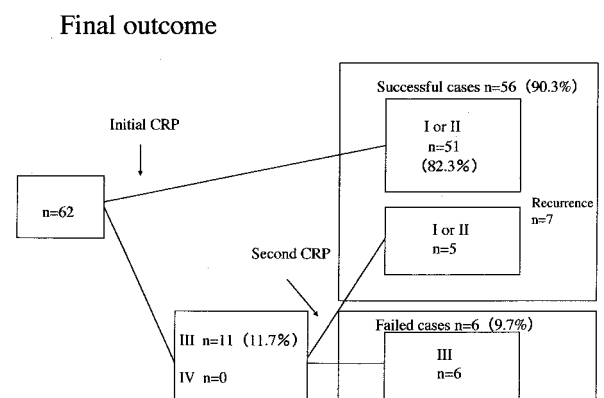 Final outcome
Successful cases n=56 (90.3%)
Initial CRP
I or II
n=51
(82.3%)
n=62
Recurrence
n=7
I or II
n=5
Second CRP
III n=11 (11.7%)
IV n=0
Failed cases n=6 (9.7%)
III
n=6